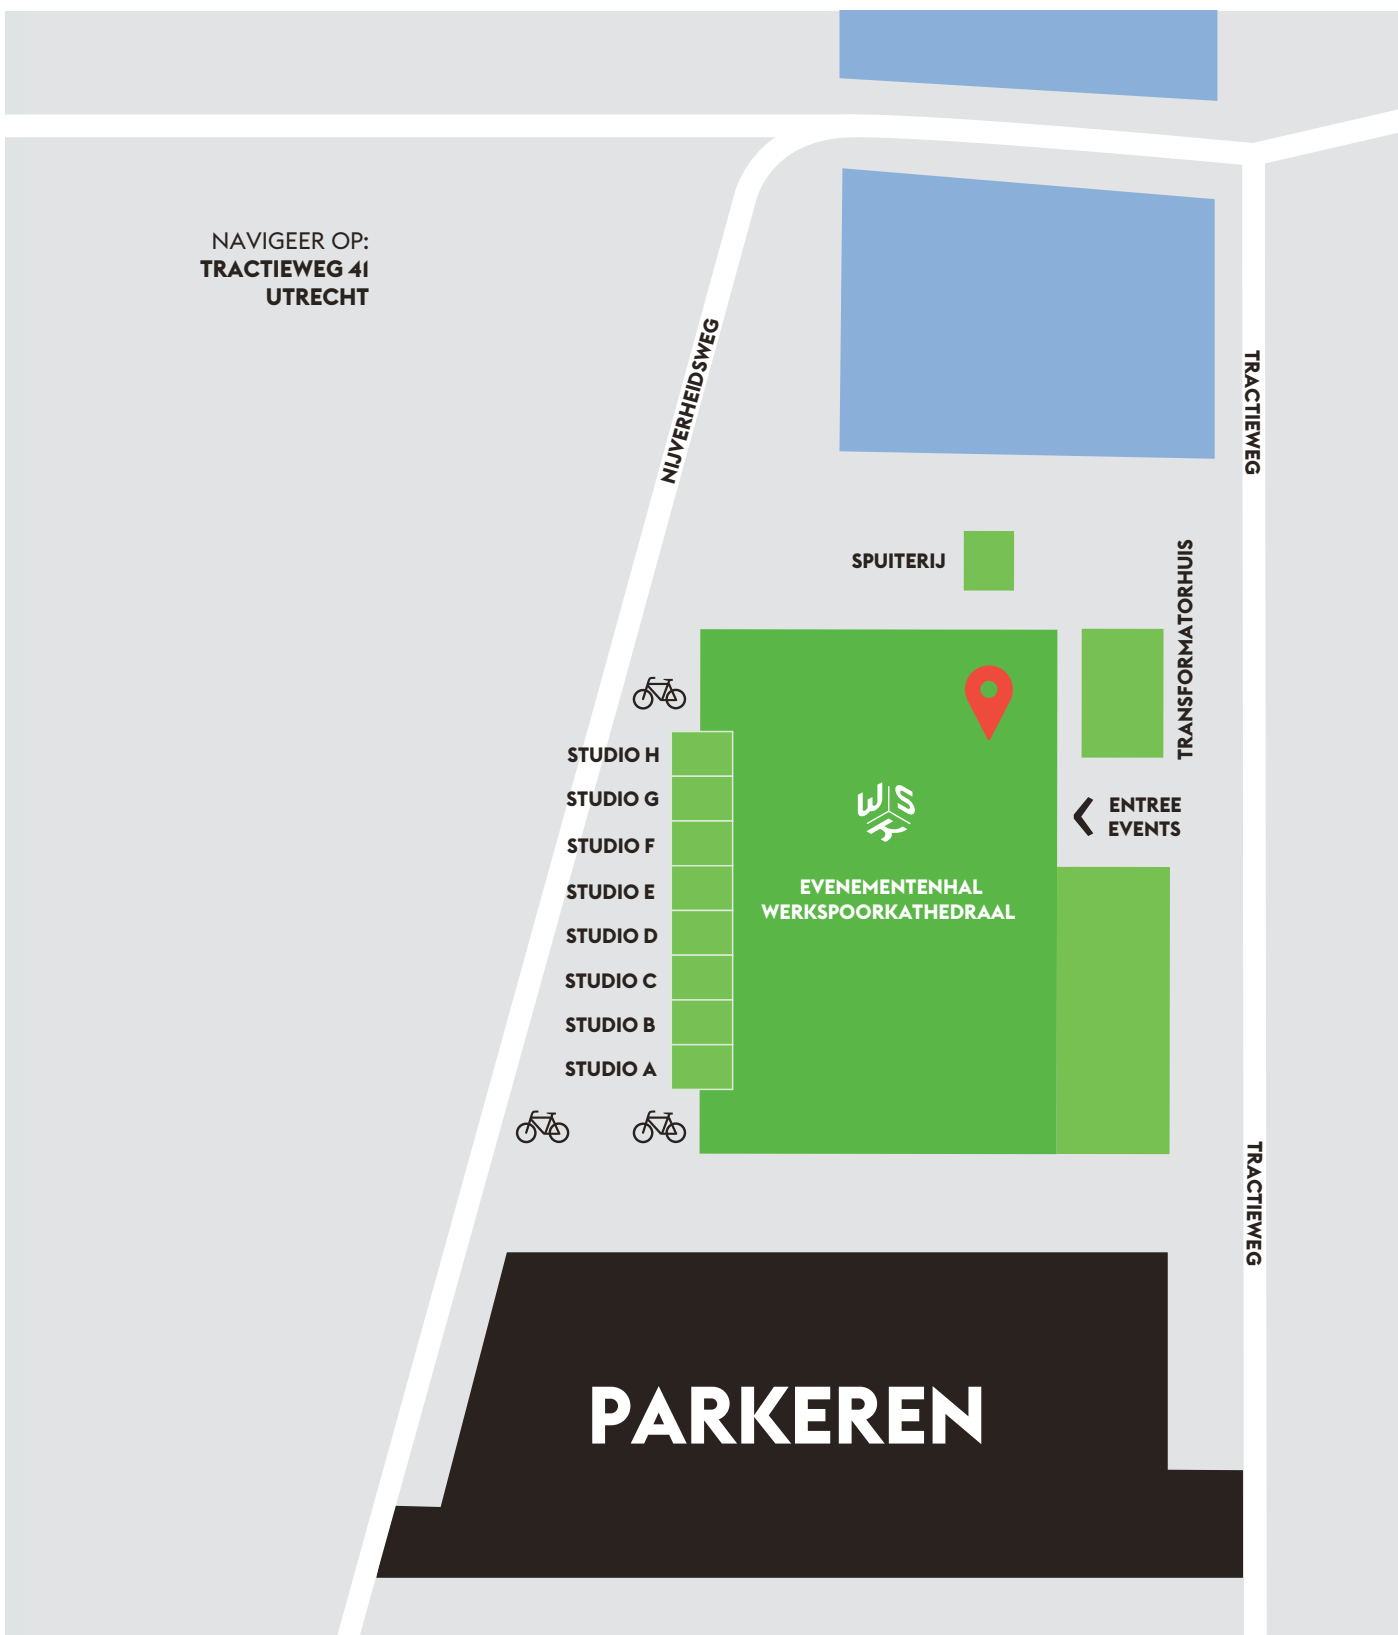 NAVIGEER OP:
TRACTIEWEG 41
UTRECHT
NIJVERHEIDSWEG
TRACTIEWEG
SPUITERIJ
TRANSFORMATORHUIS
STUDIO H
STUDIO G
STUDIO F
STUDIO E
STUDIO D
STUDIO C
STUDIO B
STUDIO A
WSK
EVENEMENTENHAL
WERKSPOORKATHEDRAAL
ENTREE
EVENTS
TRACTIEWEG
PARKEREN